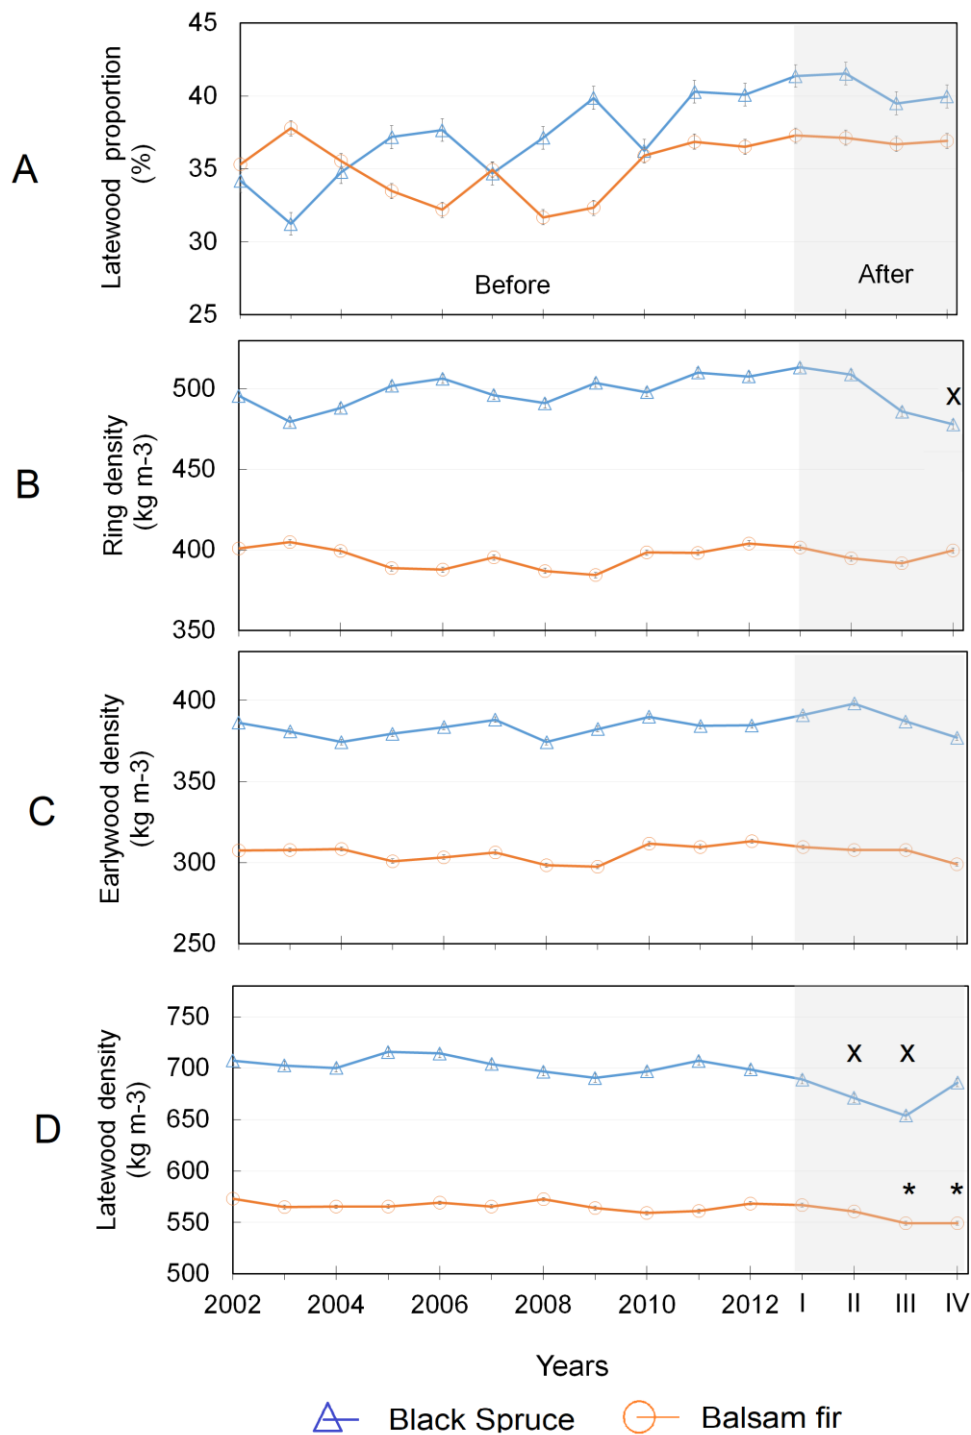 A
Latewood proportion
(%)
45
40
35
30
25
Before
After
B
Ring density
(kg m-3)
500
450
400
350
x
C
Earlywood density
(kg m-3)
400
350
300
250
D
Latewood density
(kg m-3)
750
700
650
600
550
500
x x
* *
2002 2004 2006 2008 2010 2012 I II III IV
Years
Black Spruce Balsam fir